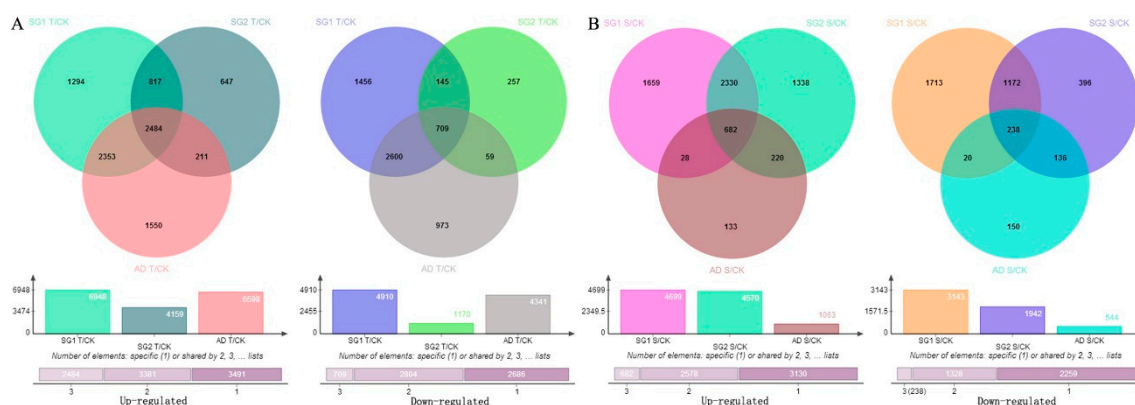 A
SG1 T/CK
SG2 T/CK
1294
817
647
2484
2353
211
1550
AD T/CK
6948
3474
0
6948
4159
6598
SG1 T/CK
SG2 T/CK
AD T/CK
Number of elements: specific (1) or shared by 2, 3, ... lists
2484
3381
3491
3
2
1
Up-regulated
SG1 T/CK
SG2 T/CK
1456
145
257
709
2600
59
973
AD T/CK
4910
2455
0
4910
1170
4341
SG1 T/CK
SG2 T/CK
AD T/CK
Number of elements: specific (1) or shared by 2, 3, ... lists
709
2804
2686
3
2
1
Down-regulated
B
SG1 S/CK
SG2 S/CK
1659
2330
1338
682
28
220
133
AD S/CK
4699
2349.5
0
4699
4570
1063
SG1 S/CK
SG2 S/CK
AD S/CK
Number of elements: specific (1) or shared by 2, 3, ... lists
682
2578
3130
3
2
1
Up-regulated
SG1 S/CK
SG2 S/CK
1713
1172
396
238
20
136
150
AD S/CK
3143
1571.5
0
3143
1942
544
SG1 S/CK
SG2 S/CK
AD S/CK
Number of elements: specific (1) or shared by 2, 3, ... lists
1328
2259
3 (238)
2
1
Down-regulated